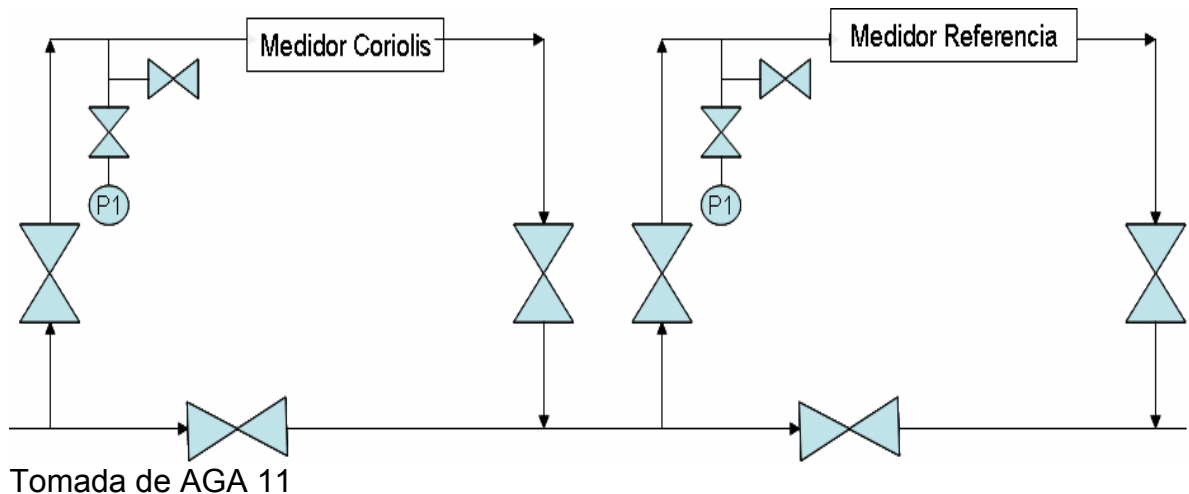 Medidor Coriolis
Medidor Referencia
P1
P1
Tomada de AGA 11